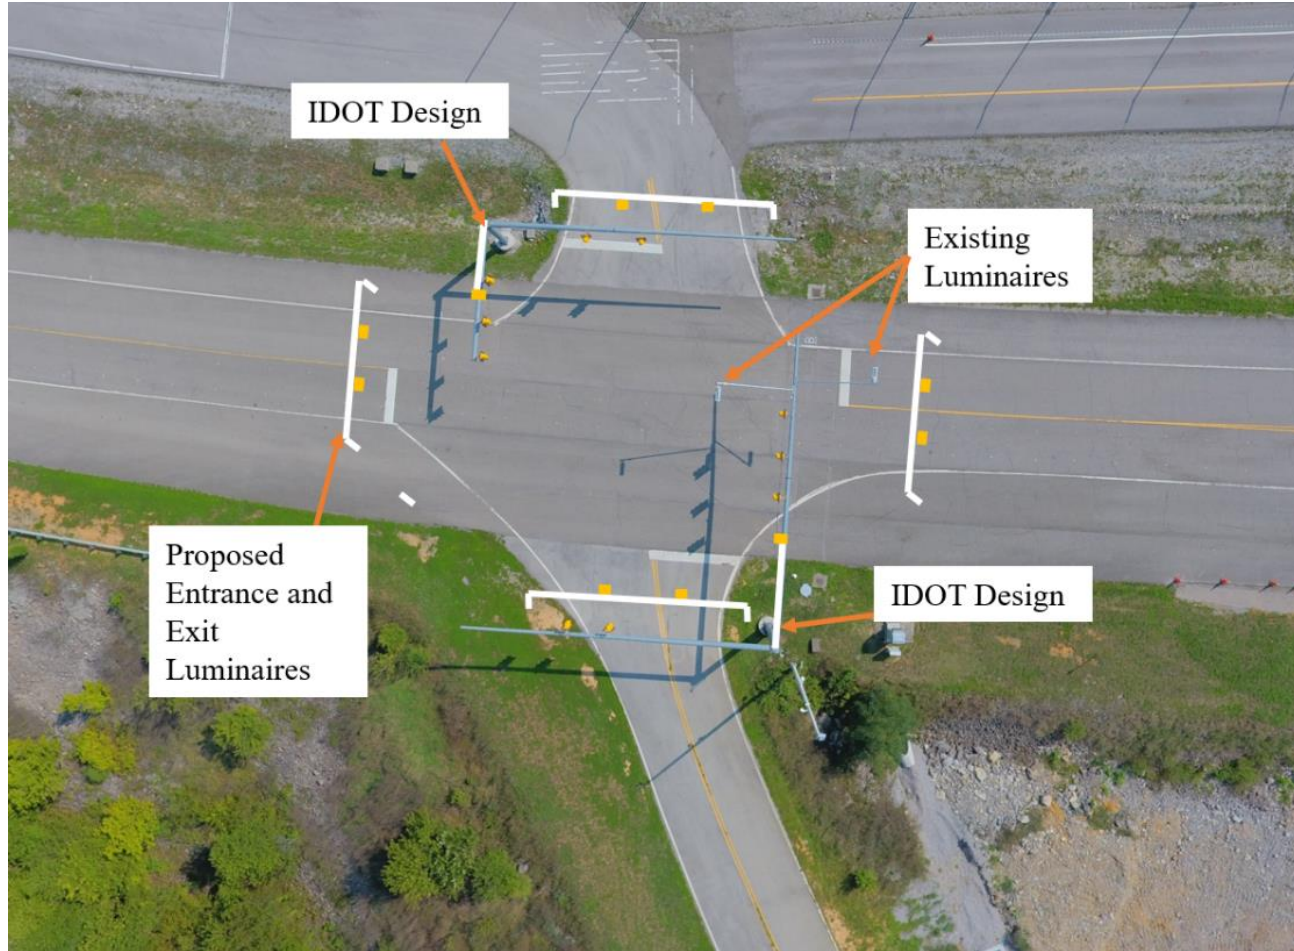 IDOT Design
Existing
Luminaires
Proposed
Entrance and
Exit
Luminaires
IDOT Design